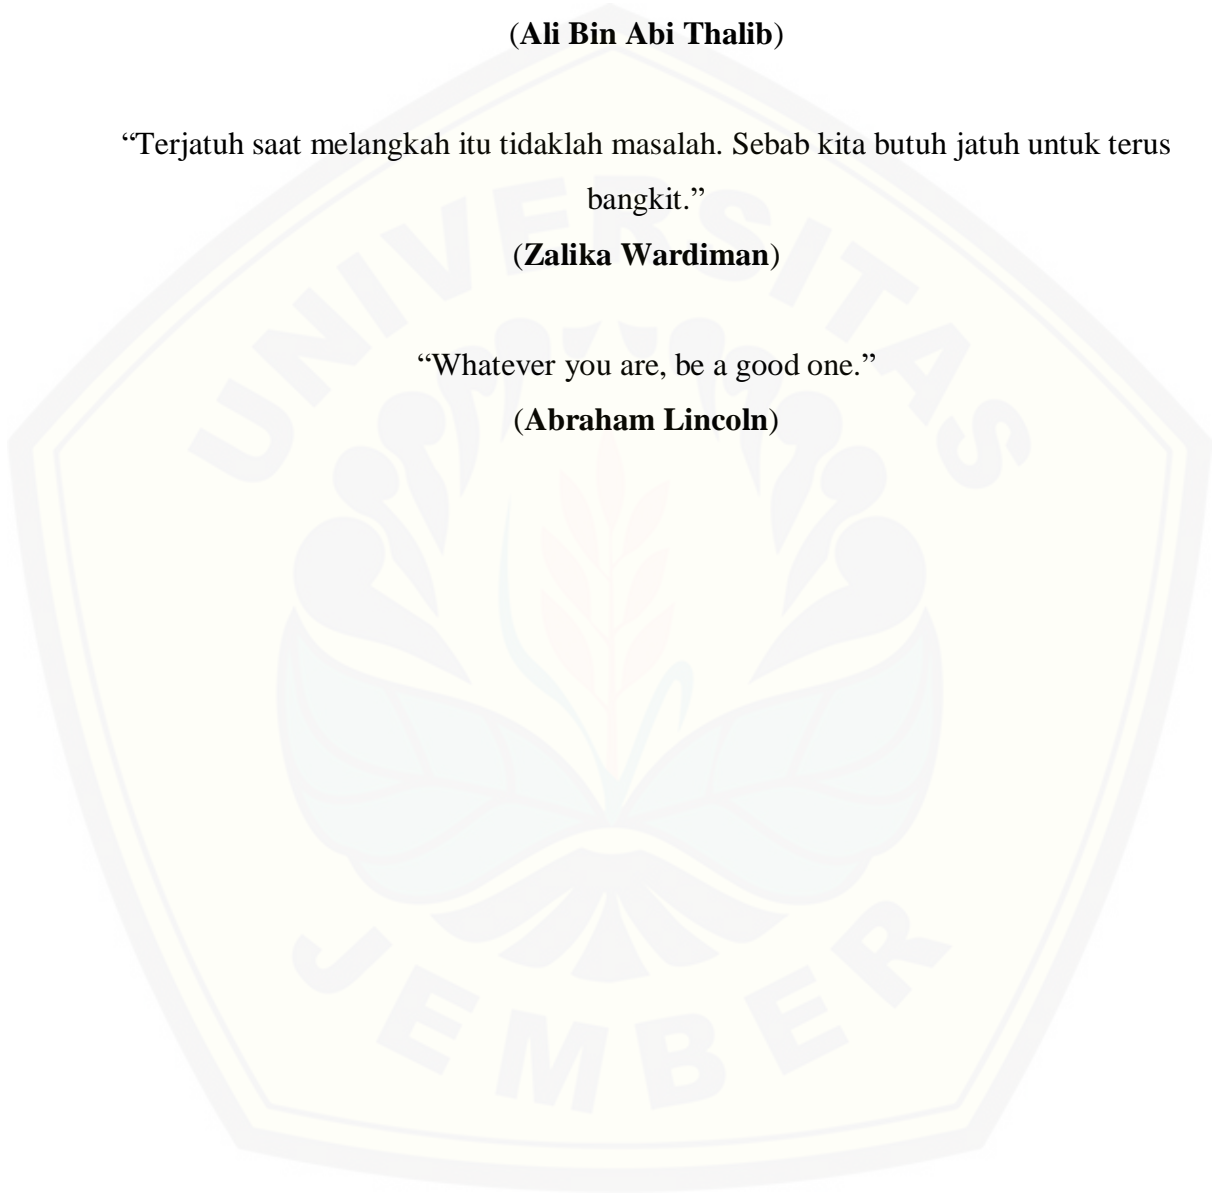 (Ali Bin Abi Thalib)
“Terjatuh saat melangkah itu tidaklah masalah. Sebab kita butuh jatuh untuk terus
bangkit.”
(Zalika Wardiman)
“Whatever you are, be a good one.”
(Abraham Lincoln)
UNIVERSITAS
JEMBER